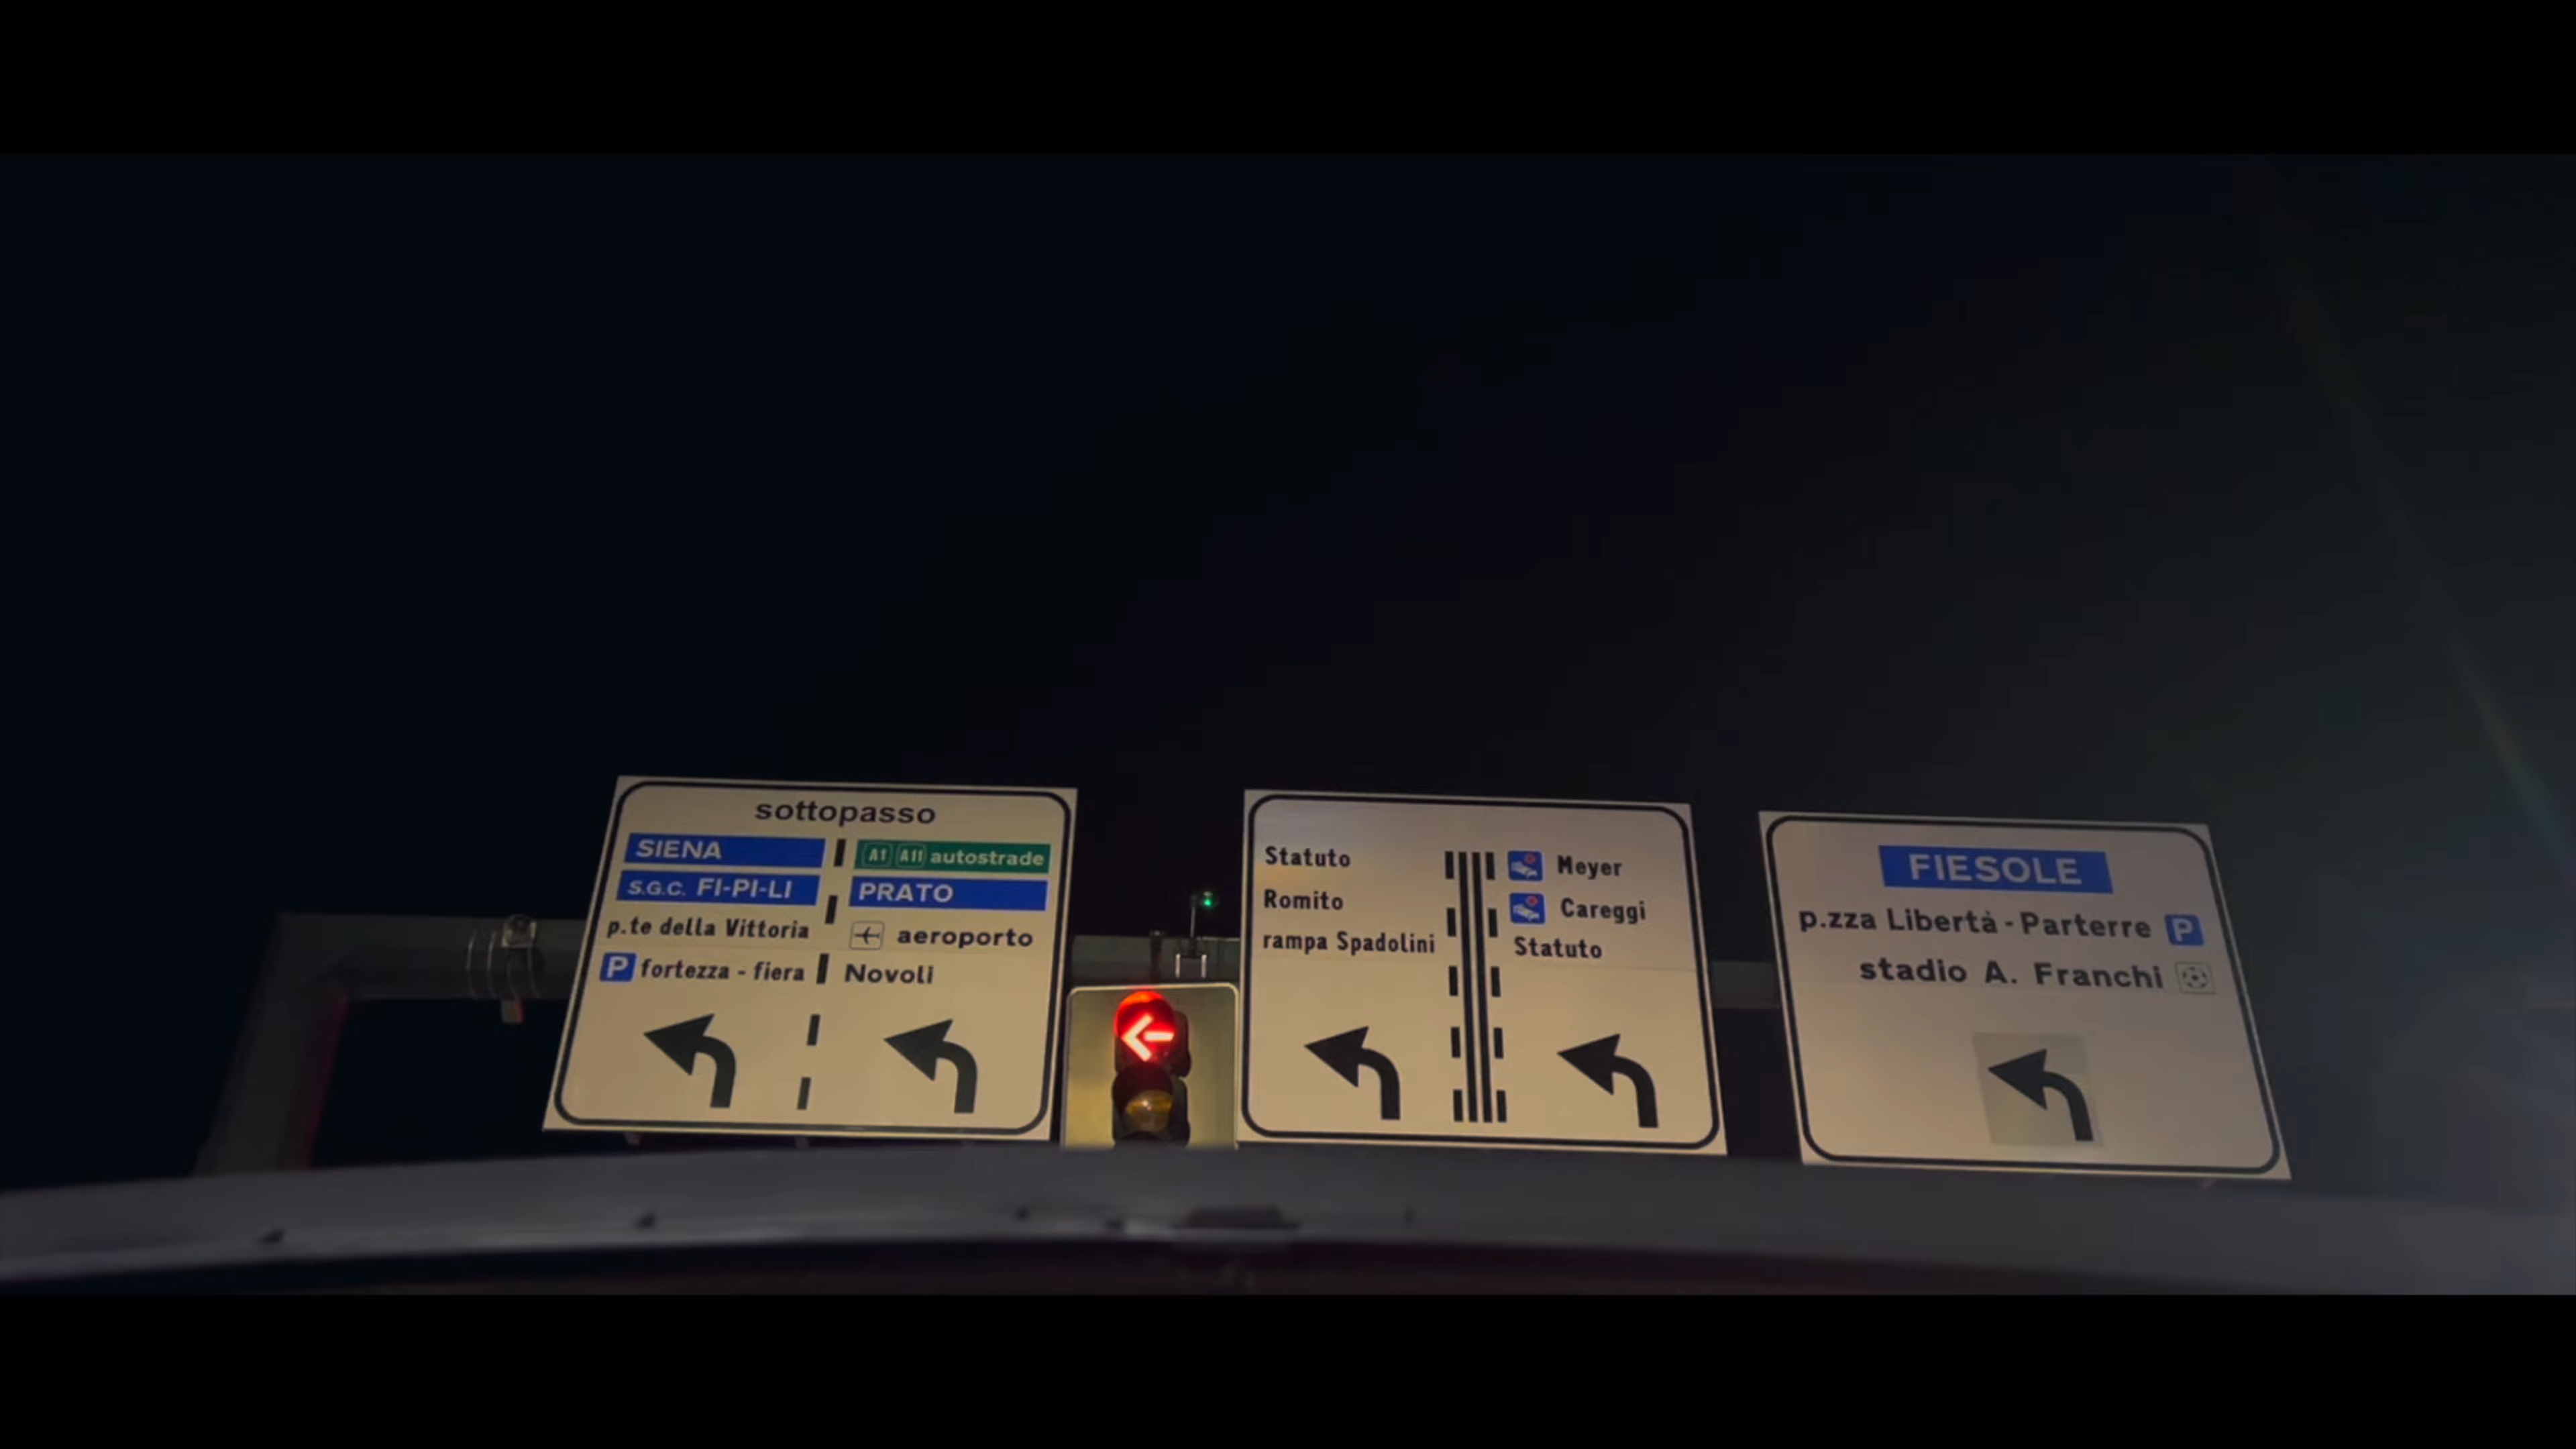 sottopasso
SIENA
S.G.C. FI-PI-LI
p.te della Vittoria
P fortezza - fiera
A1 A11 autostrade
PRATO
aeroporto
Novoli
Statuto
Romito
rampa Spadolini
Meyer
Careggi
Statuto
FIESOLE
p.zza Libertà - Parterre P
stadio A. Franchi